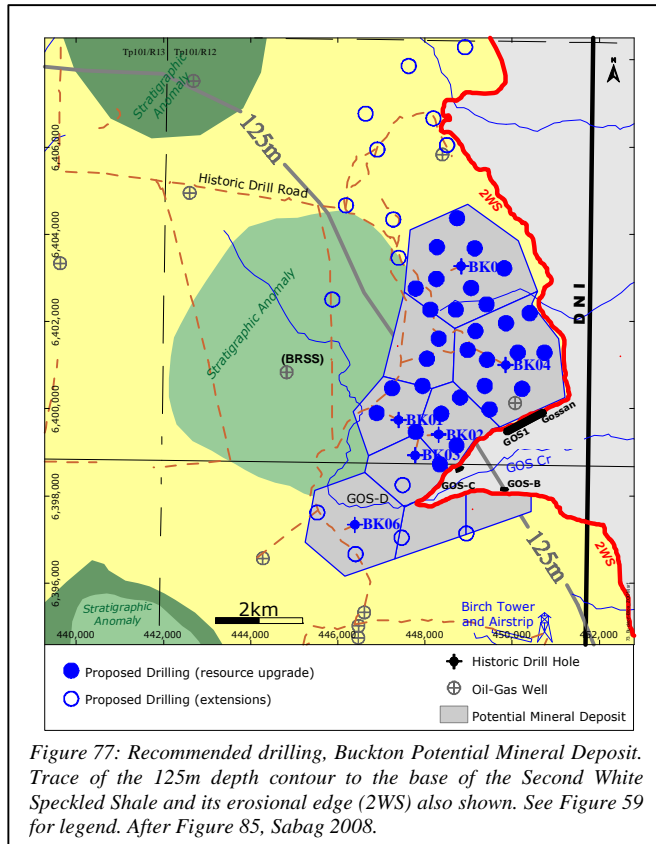 Tp101/R13 Tp101/R12
N
Stratigraphic
Anomaly
125m
6,406,000
Historic Drill Road
2WS
6,404,000
DNI
6,402,000
Stratigraphic Anomaly
(BRSS)
BK04
6,400,000
BK01
BK02
GOS1
Gossan
GOS Cr
GOS-C
GOS-B
6,398,000
GOS-D
BK06
125m
2WS
6,396,000
Stratigraphic
Anomaly
2km
Birch Tower
and Airstrip
440,000 442,000 444,000 446,000 448,000 450,000 452,000
Proposed Drilling (resource upgrade)
Proposed Drilling (extensions)
Historic Drill Hole
Oil-Gas Well
Potential Mineral Deposit
Figure 77: Recommended drilling, Buckton Potential Mineral Deposit.
Trace of the 125m depth contour to the base of the Second White
Speckled Shale and its erosional edge (2WS) also shown. See Figure 59
for legend. After Figure 85, Sabag 2008.